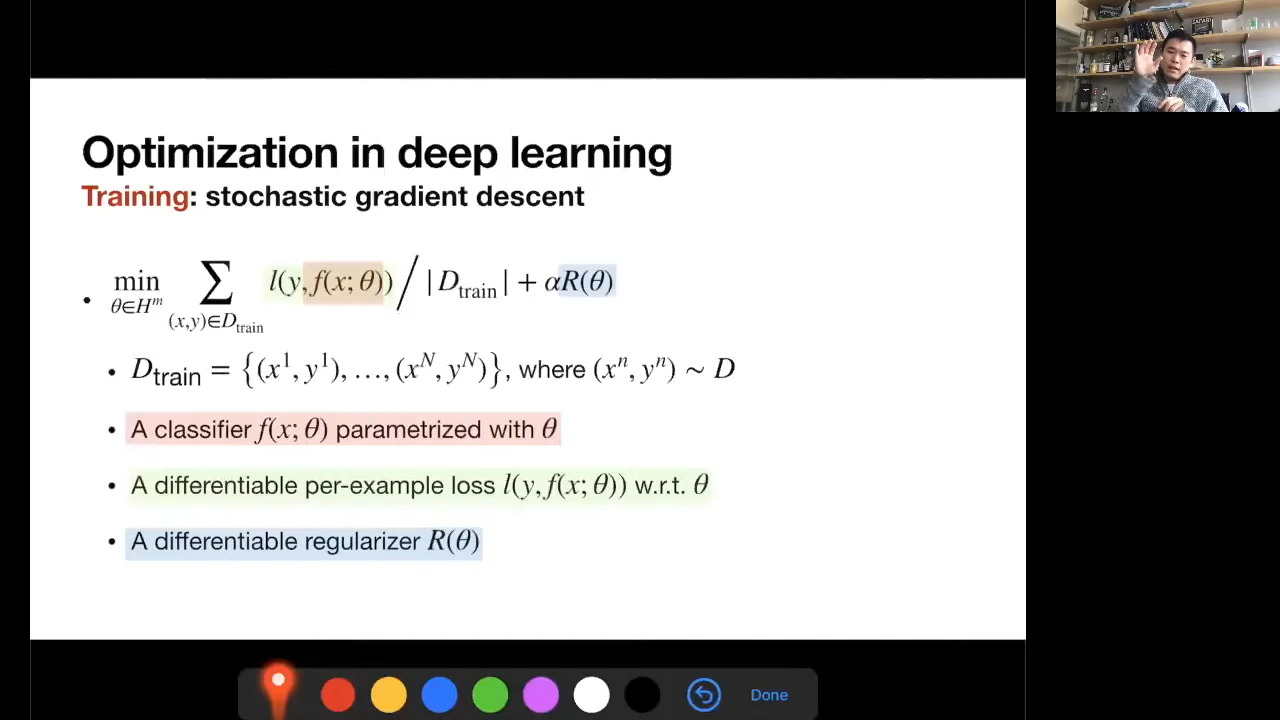 Optimization in deep learning
Training: stochastic gradient descent
• min_{θ∈H^m} ∑_{(x,y)∈D_train} l(y, f(x; θ)) / |D_train| + αR(θ)
• D_train = {(x^1, y^1), …, (x^N, y^N)}, where (x^n, y^n) ∼ D
• A classifier f(x; θ) parametrized with θ
• A differentiable per-example loss l(y, f(x; θ)) w.r.t. θ
• A differentiable regularizer R(θ)
Done